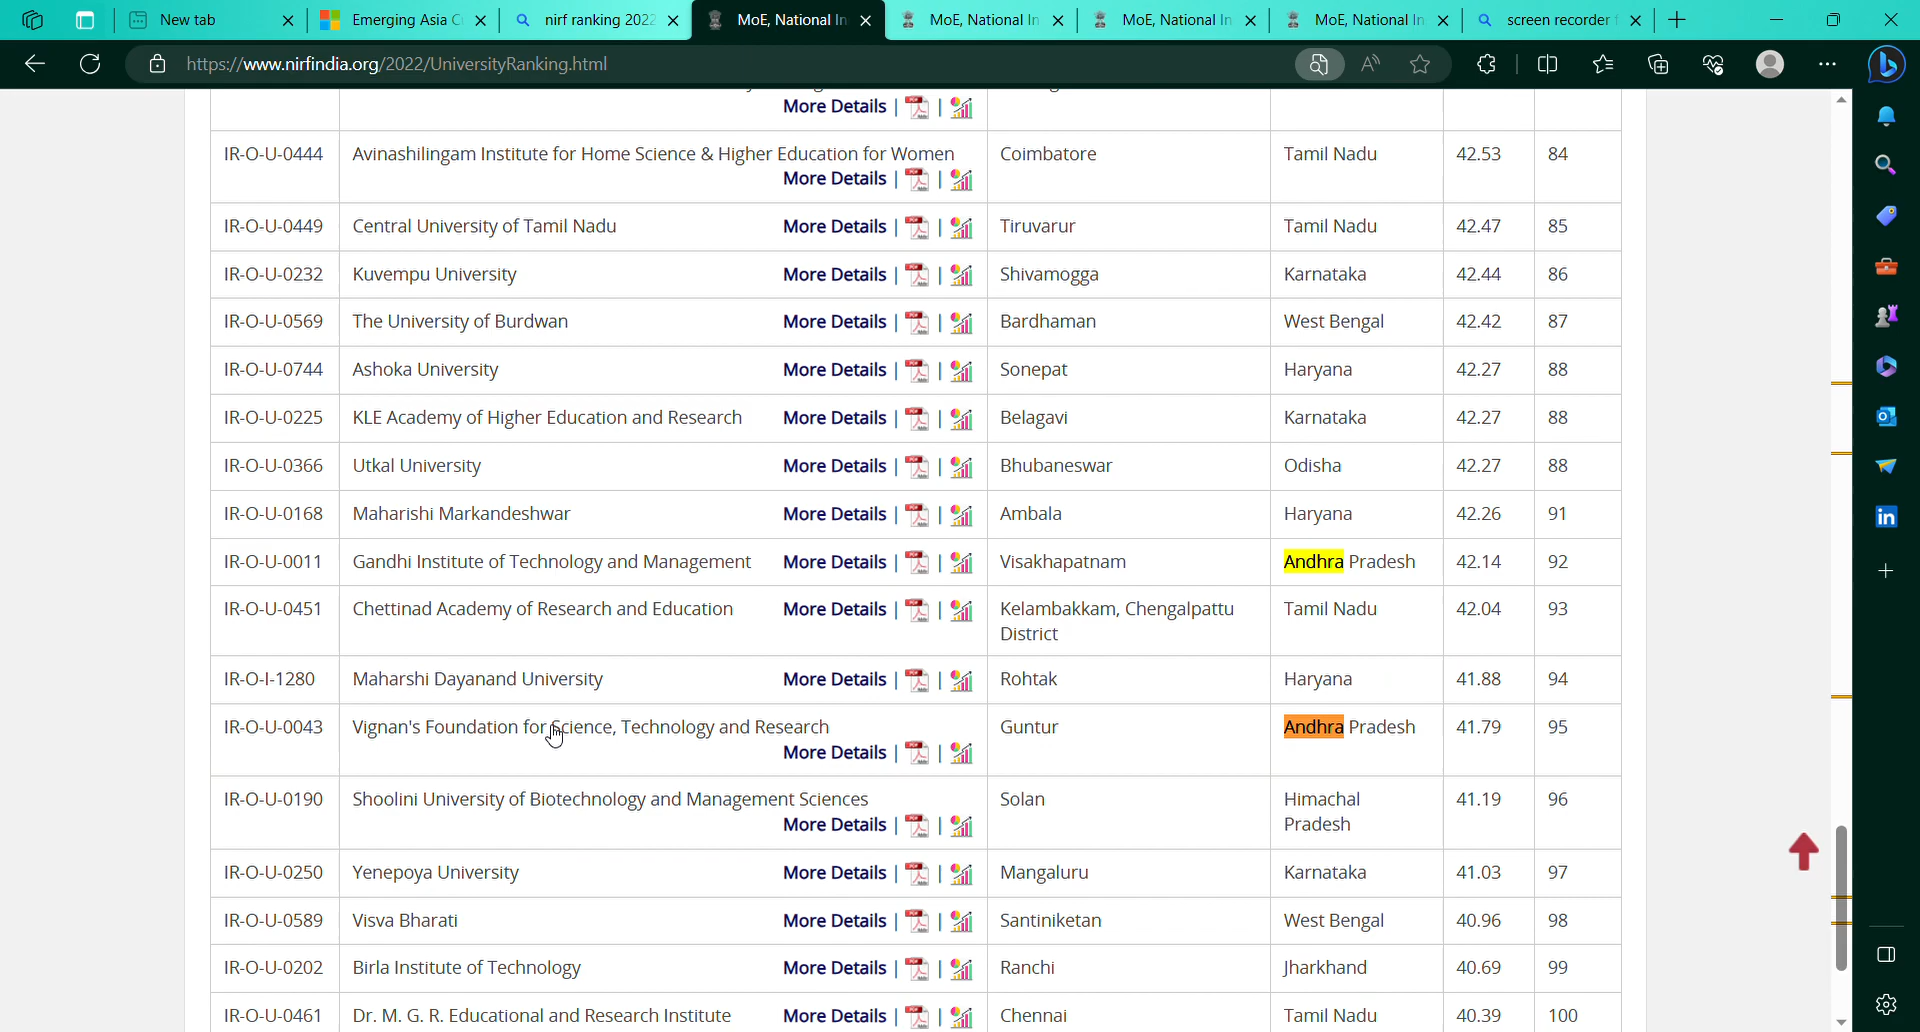 New tab
Emerging Asia C
nirf ranking 2022
MoE, National In
MoE, National In
MoE, National In
MoE, National In
screen recorder f
https://www.nirfindia.org/2022/UniversityRanking.html
More Details | |
IR-O-U-0444 Avinashilingam Institute for Home Science & Higher Education for Women Coimbatore Tamil Nadu 42.53 84
More Details | |
IR-O-U-0449 Central University of Tamil Nadu More Details | | Tiruvarur Tamil Nadu 42.47 85
IR-O-U-0232 Kuvempu University More Details | | Shivamogga Karnataka 42.44 86
IR-O-U-0569 The University of Burdwan More Details | | Bardhaman West Bengal 42.42 87
IR-O-U-0744 Ashoka University More Details | | Sonepat Haryana 42.27 88
IR-O-U-0225 KLE Academy of Higher Education and Research More Details | | Belagavi Karnataka 42.27 88
IR-O-U-0366 Utkal University More Details | | Bhubaneswar Odisha 42.27 88
IR-O-U-0168 Maharishi Markandeshwar More Details | | Ambala Haryana 42.26 91
IR-O-U-0011 Gandhi Institute of Technology and Management More Details | | Visakhapatnam Andhra Pradesh 42.14 92
IR-O-U-0451 Chettinad Academy of Research and Education More Details | | Kelambakkam, Chengalpattu Tamil Nadu 42.04 93
District
IR-O-I-1280 Maharshi Dayanand University More Details | | Rohtak Haryana 41.88 94
IR-O-U-0043 Vignan's Foundation for Science, Technology and Research Guntur Andhra Pradesh 41.79 95
More Details | |
IR-O-U-0190 Shoolini University of Biotechnology and Management Sciences Solan Himachal 41.19 96
More Details | | Pradesh
IR-O-U-0250 Yenepoya University More Details | | Mangaluru Karnataka 41.03 97
IR-O-U-0589 Visva Bharati More Details | | Santiniketan West Bengal 40.96 98
IR-O-U-0202 Birla Institute of Technology More Details | | Ranchi Jharkhand 40.69 99
IR-O-U-0461 Dr. M. G. R. Educational and Research Institute More Details | | Chennai Tamil Nadu 40.39 100